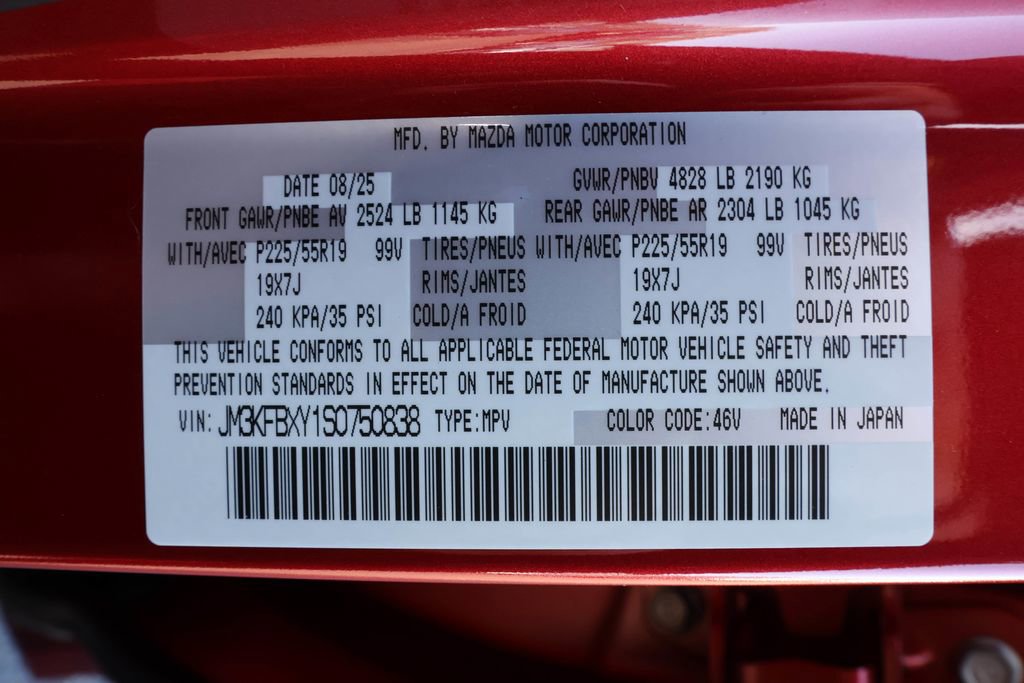 MFD. BY MAZDA MOTOR CORPORATION
DATE 08/25 GVWR/PNBV 4828 LB 2190 KG
FRONT GAWR/PNBE AV 2524 LB 1145 KG REAR GAWR/PNBE AR 2304 LB 1045 KG
WITH/AVEC P225/55R19 99V TIRES/PNEUS WITH/AVEC P225/55R19 99V TIRES/PNEUS
19X7J RIMS/JANTES 19X7J RIMS/JANTES
240 KPA/35 PSI COLD/A FROID 240 KPA/35 PSI COLD/A FROID
THIS VEHICLE CONFORMS TO ALL APPLICABLE FEDERAL MOTOR VEHICLE SAFETY AND THEFT
PREVENTION STANDARDS IN EFFECT ON THE DATE OF MANUFACTURE SHOWN ABOVE.
VIN: JM3KFBXY1S0750838 TYPE:MPV COLOR CODE:46V MADE IN JAPAN